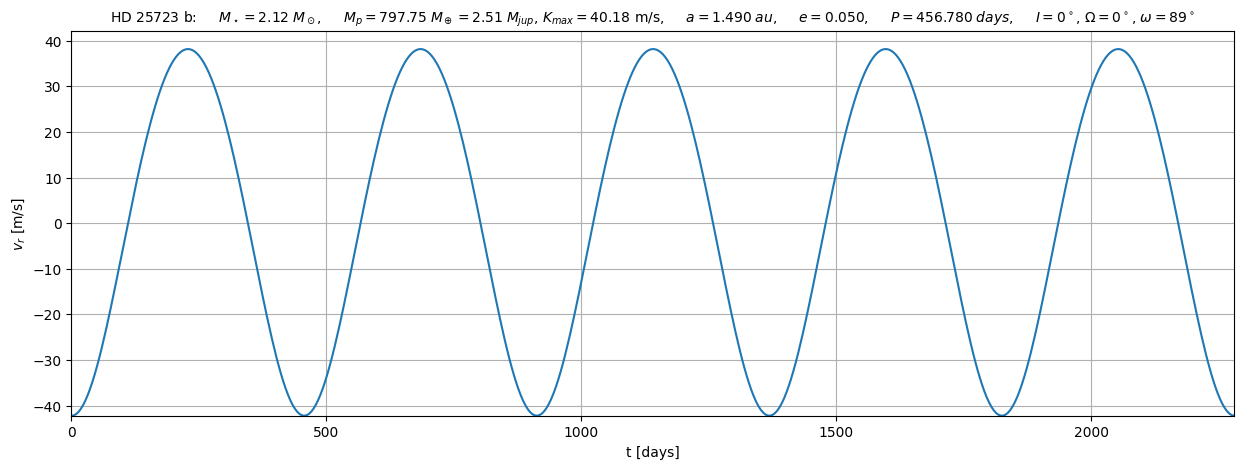 HD 25723 b: M⋆ = 2.12 M⊙, Mp = 797.75 M⊕ = 2.51 Mjup, Kmax = 40.18 m/s, a = 1.490 au, e = 0.050, P = 456.780 days, I = 0°, Ω = 0°, ω = 89°
40
30
20
10
0
−10
−20
−30
−40
vr [m/s]
0 500 1000 1500 2000
t [days]